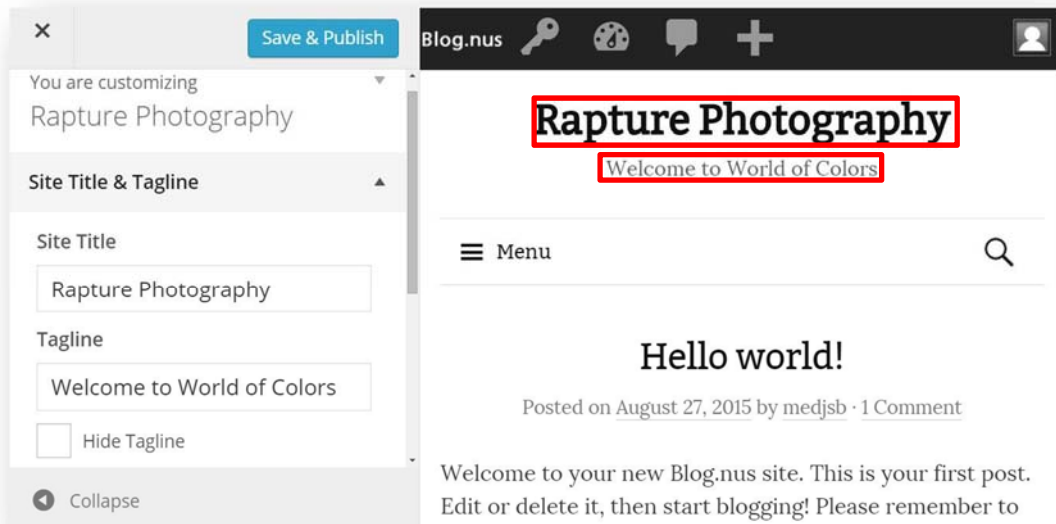 Save & Publish
You are customizing
Rapture Photography
Site Title & Tagline
Site Title
Rapture Photography
Tagline
Welcome to World of Colors
Hide Tagline
Collapse
Blog.nus
Rapture Photography
Welcome to World of Colors
Menu
Hello world!
Posted on August 27, 2015 by medjsb · 1 Comment
Welcome to your new Blog.nus site. This is your first post.
Edit or delete it, then start blogging! Please remember to